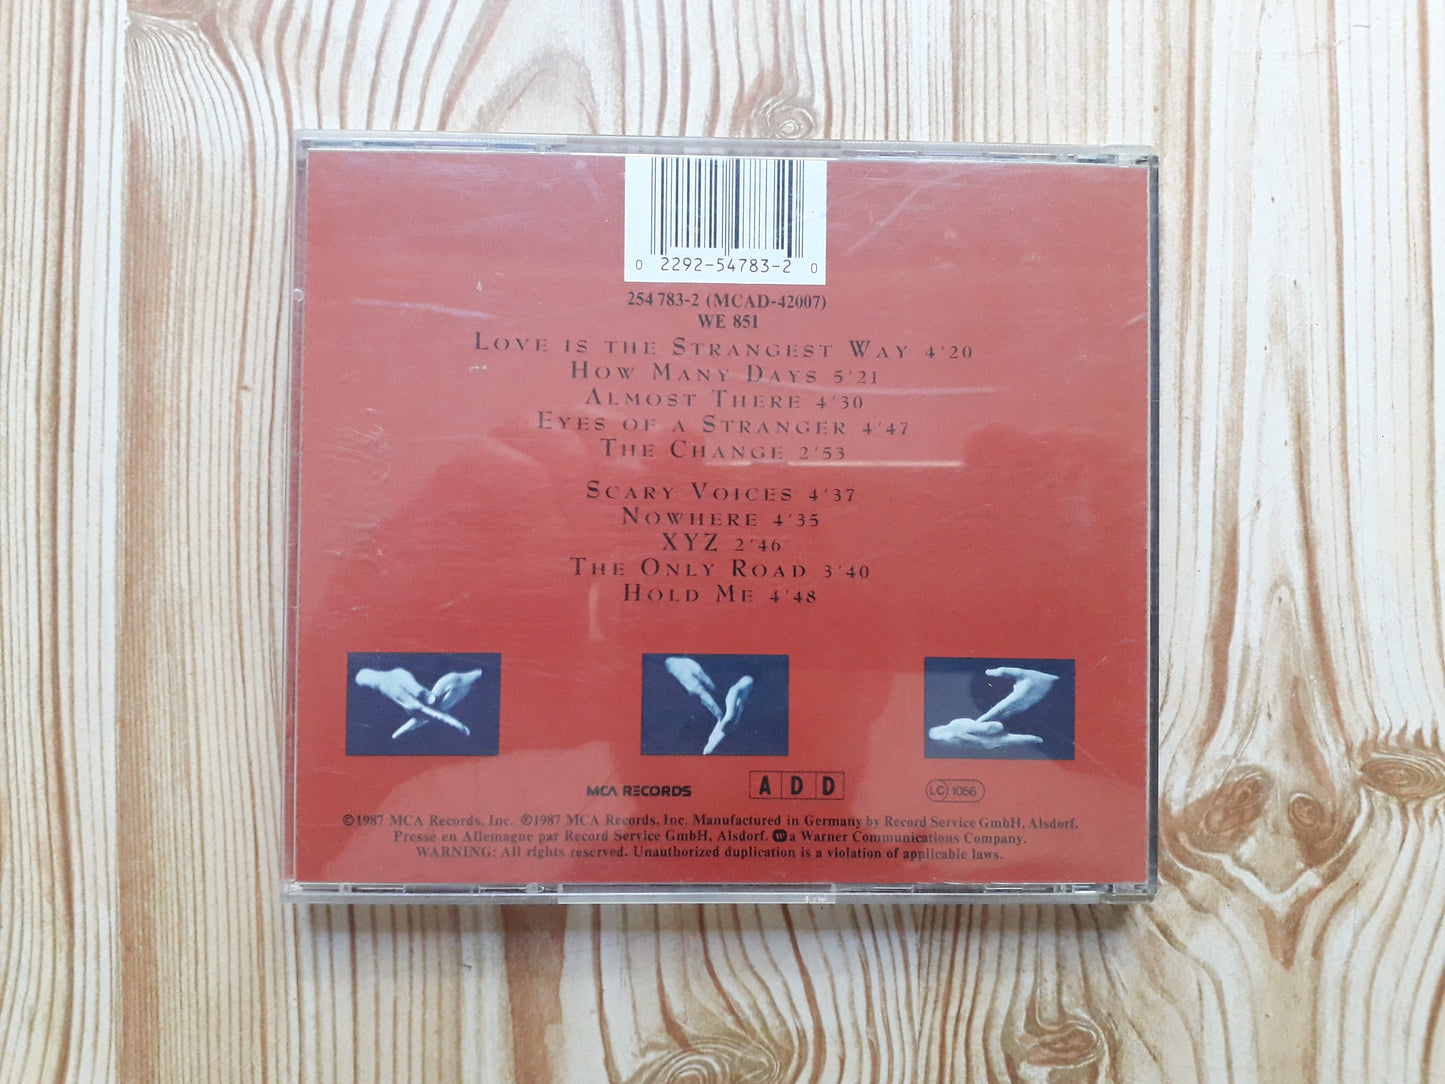 0 2292-54783-2 0
254 783-2 (MCAD-42007)
WE 851
LOVE IS THE STRANGEST WAY 4'20
HOW MANY DAYS 5'21
ALMOST THERE 4'30
EYES OF A STRANGER 4'47
THE CHANGE 2'53
SCARY VOICES 4'37
NOWHERE 4'35
XYZ 2'46
THE ONLY ROAD 3'40
HOLD ME 4'48
MCA RECORDS
A D D
LC 1056
©1987 MCA Records, Inc. ℗1987 MCA Records, Inc. Manufactured in Germany by Record Service GmbH, Alsdorf.
Pressé en Allemagne par Record Service GmbH, Alsdorf. W a Warner Communications Company.
WARNING: All rights reserved. Unauthorized duplication is a violation of applicable laws.